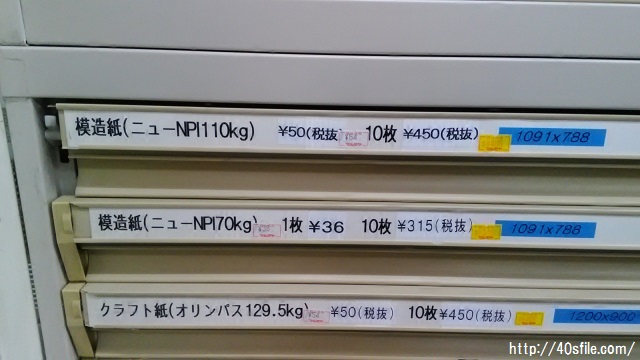 模造紙(ニューNPI110kg) ¥50(税抜) 10枚 ¥450(税抜) 1091x788
模造紙(ニューNPI70kg) 1枚 ¥36 10枚 ¥315(税抜) 1091x788
クラフト紙(オリンパス129.5kg) ¥50(税抜) 10枚 ¥450(税抜) 1200x900
http://40sfile.com/